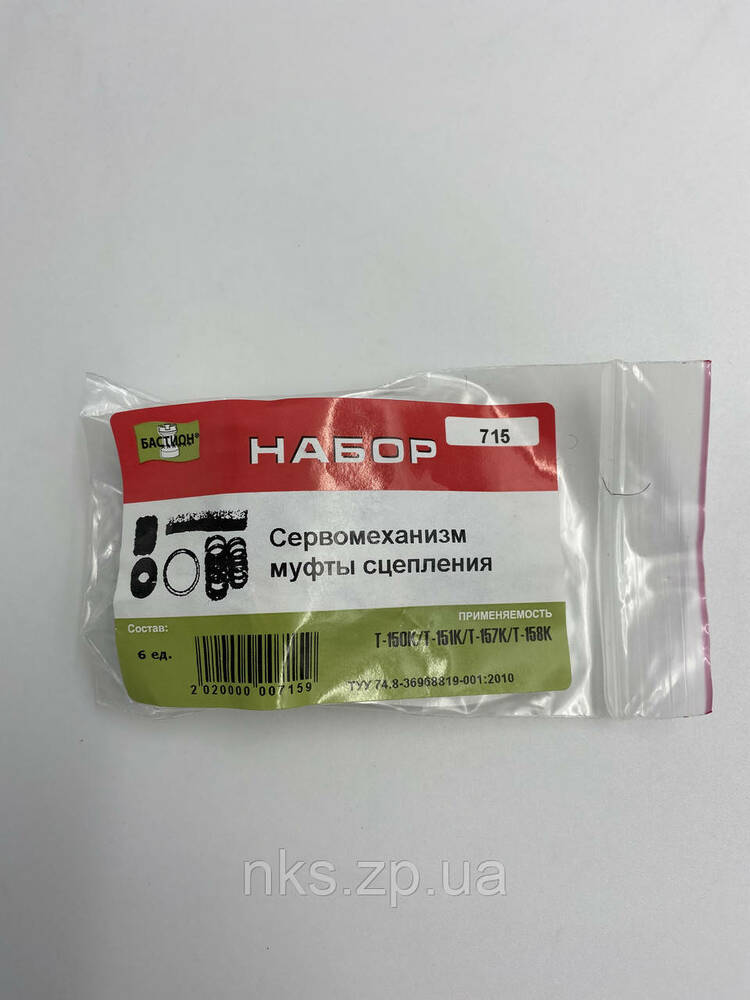 БАСТИОН®
НАБОР
715
Сервомеханизм
муфты сцепления
ПРИМЕНЯЕМОСТЬ
Т-150К/Т-151К/Т-157К/Т-158К
Состав:
6 ед.
2 020000 007159
ТУУ 74.8-36968819-001:2010
nks.zp.ua